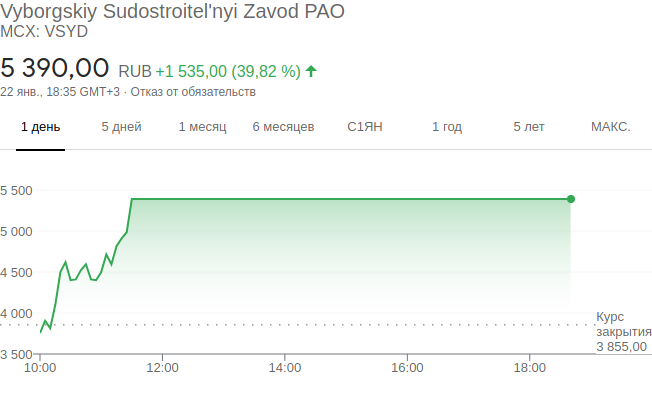 Vyborgskiy Sudostroitel'nyi Zavod PAO
MCX: VSYD
5 390,00 RUB +1 535,00 (39,82 %) ↑
22 янв., 18:35 GMT+3 · Отказ от обязательств
1 день 5 дней 1 месяц 6 месяцев С1ЯН 1 год 5 лет МАКС.
5 500
5 000
4 500
4 000
Курс
закрытия
3 855,00
3 500
10:00 12:00 14:00 16:00 18:00